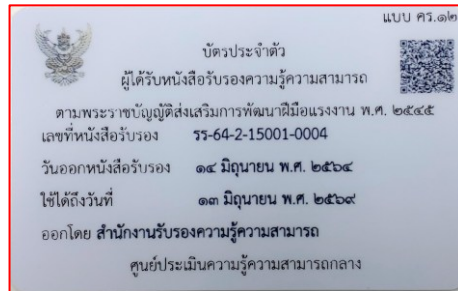 แบบ คร.๑๒
บัตรประจำตัว
ผู้ได้รับหนังสือรับรองความรู้ความสามารถ
ตามพระราชบัญญัติส่งเสริมการพัฒนาฝีมือแรงงาน พ.ศ. ๒๕๔๕
เลขที่หนังสือรับรอง รร-64-2-15001-0004
วันออกหนังสือรับรอง ๑๔ มิถุนายน พ.ศ. ๒๕๖๔
ใช้ได้ถึงวันที่ ๑๓ มิถุนายน พ.ศ. ๒๕๖๙
ออกโดย สำนักงานรับรองความรู้ความสามารถ
ศูนย์ประเมินความรู้ความสามารถกลาง